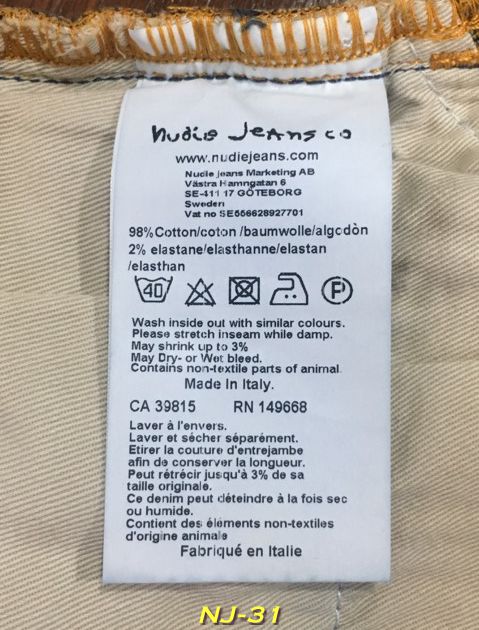 nudie Jeans co
www.nudiejeans.com
Nudie Jeans Marketing AB
Västra Hamngatan 6
SE-411 17 GÖTEBORG
Sweden
Vat no SE556628927701
98%Cotton/coton /baumwolle/algodòn
2% elastane/elasthanne/elastan
/elasthan
40 P
Wash inside out with similar colours.
Please stretch inseam while damp.
May shrink up to 3%
May Dry- or Wet bleed.
Contains non-textile parts of animal
Made in Italy.
CA 39815 RN 149668
Laver à l'envers.
Laver et sécher séparément.
Etirer la couture d'entrejambe
afin de conserver la longueur.
Peut rétrécir jusqu'à 3% de sa
taille originale.
Ce denim peut déteindre à la fois sec
ou humide.
Contient des éléments non-textiles
d'origine animale
Fabriqué en Italie
NJ-31